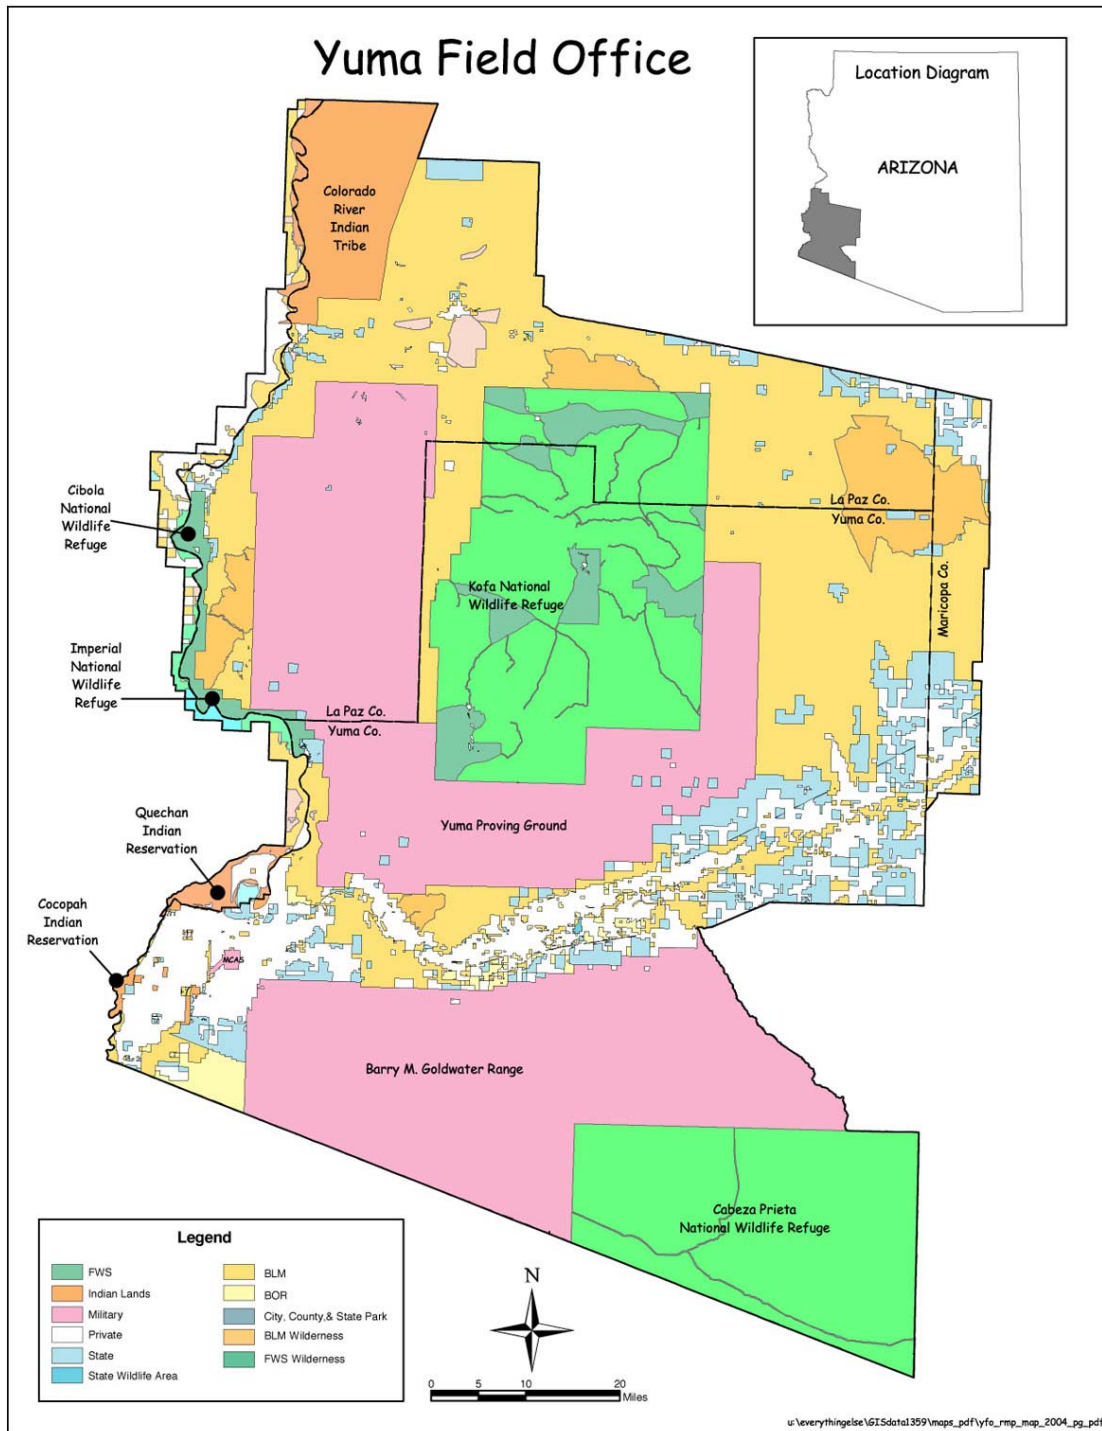 Yuma Field Office
Location Diagram
ARIZONA
Colorado
River
Indian
Tribe
Cibola
National
Wildlife
Refuge
La Paz Co.
Yuma Co.
Maricopa Co.
Kofa National
Wildlife Refuge
Imperial
National
Wildlife
Refuge
La Paz Co.
Yuma Co.
Yuma Proving Ground
Quechan
Indian
Reservation
Cocopah
Indian
Reservation
MCAS
Barry M. Goldwater Range
Cabeza Prieta
National Wildlife Refuge
Legend
FWS
Indian Lands
Military
Private
State
State Wildlife Area
BLM
BOR
City, County,& State Park
BLM Wilderness
FWS Wilderness
N
0 5 10 20
Miles
u:\everythingelse\GISdata1359\maps_pdf\yfo_rmp_map_2004_pg_pdf